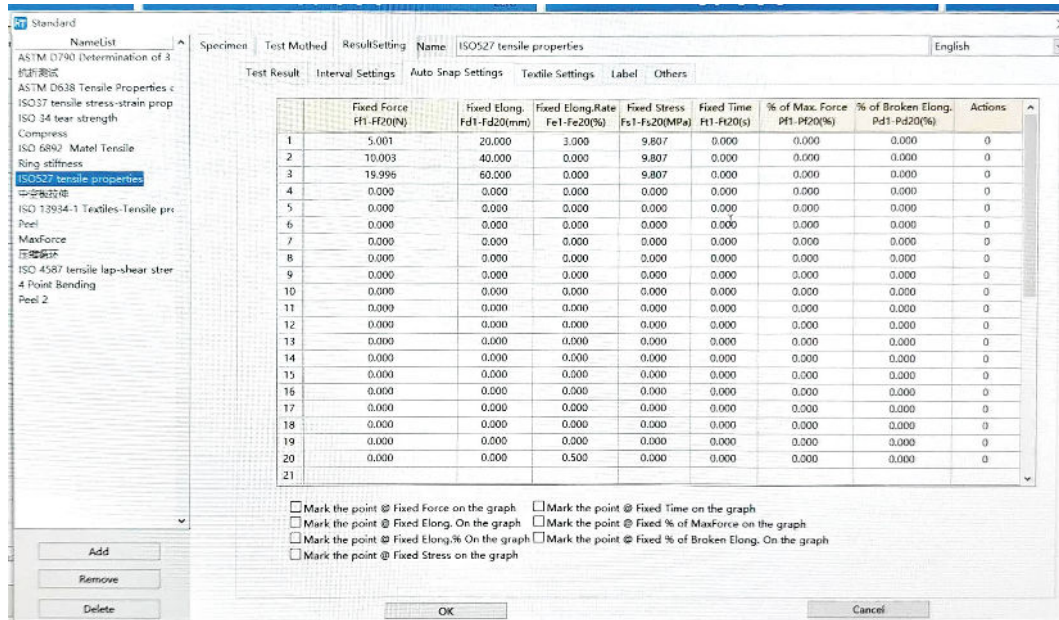 Standard
NameList
ASTM D790 Determination of 3
抗折测试
ASTM D638 Tensile Properties c
ISO37 tensile stress-strain prop
ISO 34 tear strength
Compress
ISO 6892 Matel Tensile
Ring stiffness
ISO527 tensile properties
中空板拉伸
ISO 13934-1 Textiles-Tensile pro
Peel
MaxForce
压缩循环
ISO 4587 tensile lap-shear strer
4 Point Bending
Peel 2
Add
Remove
Delete
Specimen Test Muthed ResultSetting Name ISO527 tensile properties English
Test Result Interval Settings Auto Snap Settings Textile Settings Label Others
Fixed Force Fixed Elong. Fixed Elong.Rate Fixed Stress Fixed Time % of Max. Force % of Broken Elong. Actions
Ff1-Ff20(N) Fd1-Fd20(mm) Fe1-Fe20(%) Fs1-Fs20(MPa) Ft1-Ft20(s) Pf1-Pf20(%) Pd1-Pd20(%)
1 5.001 20.000 3.000 9.807 0.000 0.000 0.000 0
2 10.003 40.000 0.000 9.807 0.000 0.000 0.000 0
3 19.996 60.000 0.000 9.807 0.000 0.000 0.000 0
4 0.000 0.000 0.000 0.000 0.000 0.000 0.000 0
5 0.000 0.000 0.000 0.000 0.000 0.000 0.000 0
6 0.000 0.000 0.000 0.000 0.000 0.000 0.000 0
7 0.000 0.000 0.000 0.000 0.000 0.000 0.000 0
8 0.000 0.000 0.000 0.000 0.000 0.000 0.000 0
9 0.000 0.000 0.000 0.000 0.000 0.000 0.000 0
10 0.000 0.000 0.000 0.000 0.000 0.000 0.000 0
11 0.000 0.000 0.000 0.000 0.000 0.000 0.000 0
12 0.000 0.000 0.000 0.000 0.000 0.000 0.000 0
13 0.000 0.000 0.000 0.000 0.000 0.000 0.000 0
14 0.000 0.000 0.000 0.000 0.000 0.000 0.000 0
15 0.000 0.000 0.000 0.000 0.000 0.000 0.000 0
16 0.000 0.000 0.000 0.000 0.000 0.000 0.000 0
17 0.000 0.000 0.000 0.000 0.000 0.000 0.000 0
18 0.000 0.000 0.000 0.000 0.000 0.000 0.000 0
19 0.000 0.000 0.000 0.000 0.000 0.000 0.000 0
20 0.000 0.000 0.500 0.000 0.000 0.000 0.000 0
21
Mark the point @ Fixed Force on the graph Mark the point @ Fixed Time on the graph
Mark the point @ Fixed Elong. On the graph Mark the point @ Fixed % of MaxForce on the graph
Mark the point @ Fixed Elong.% On the graph Mark the point @ Fixed % of Broken Elong. On the graph
Mark the point @ Fixed Stress on the graph
OK Cancel